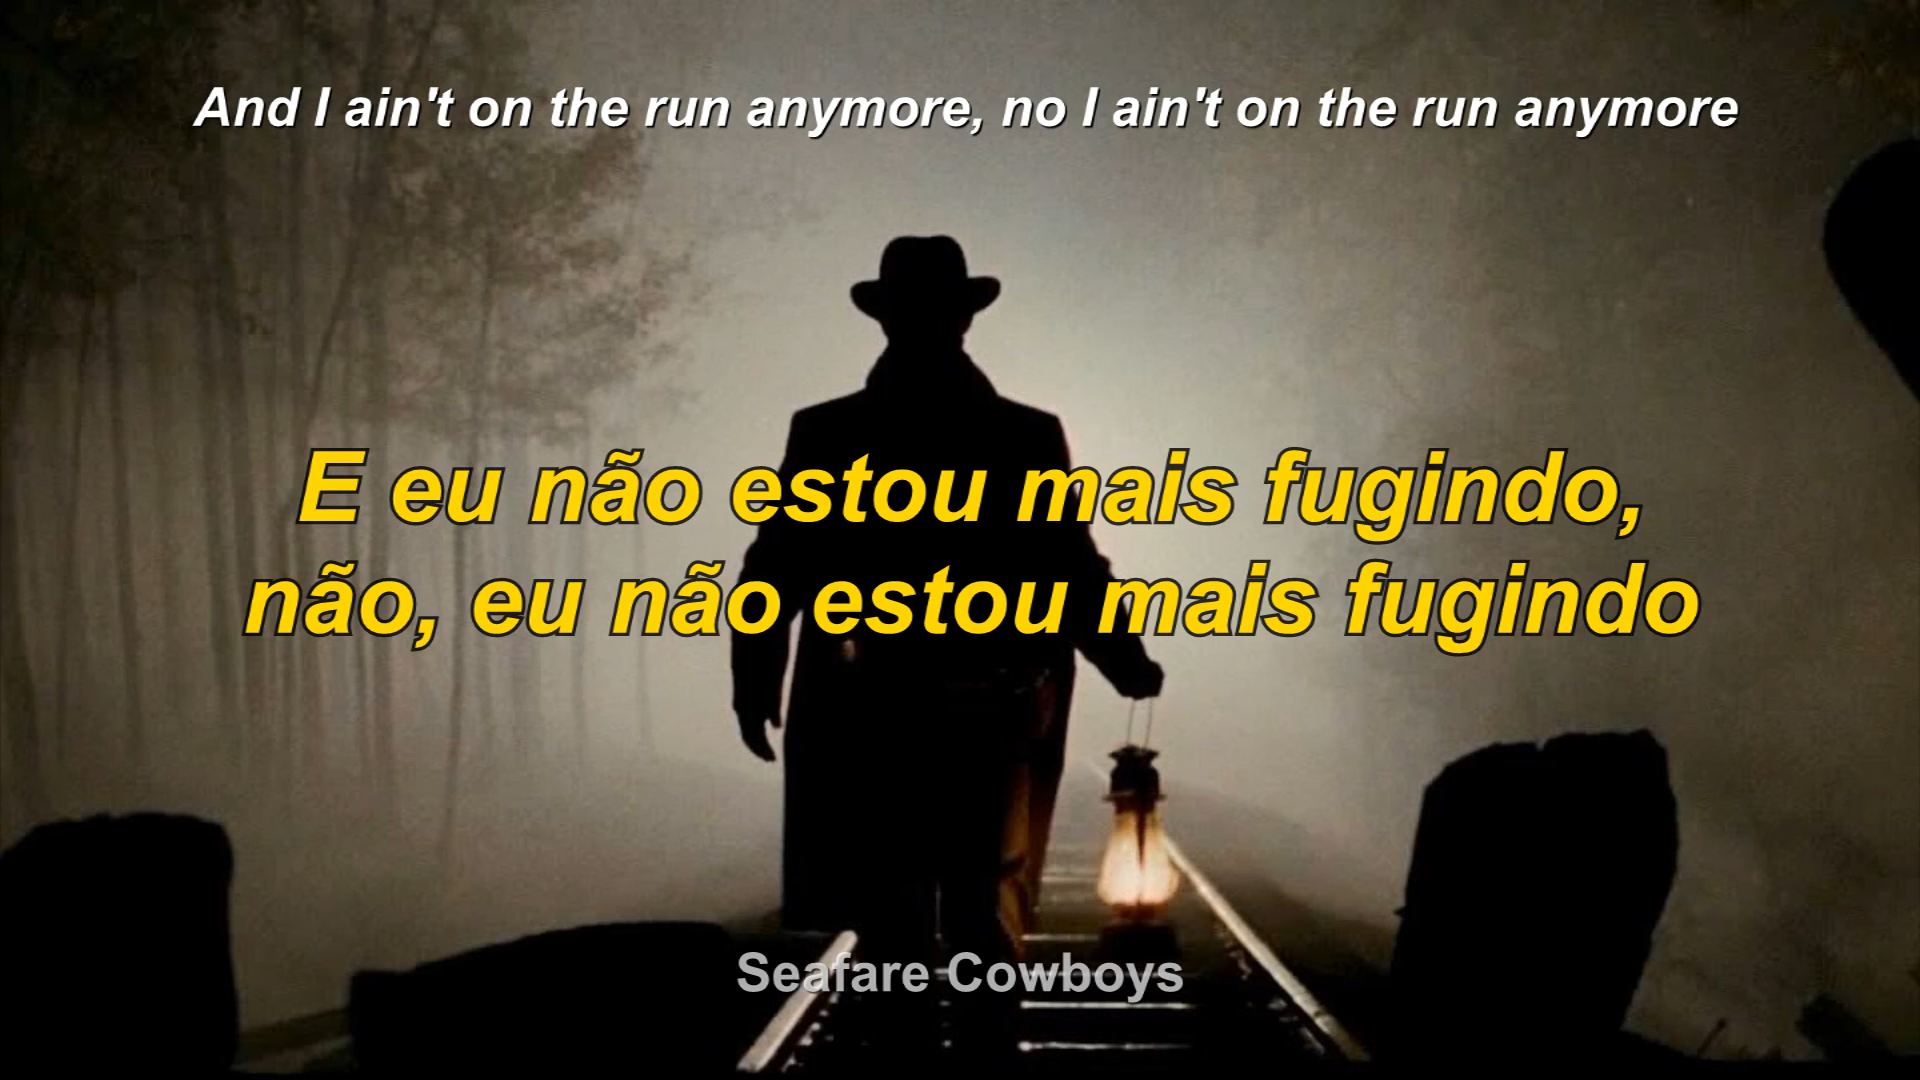 And I ain't on the run anymore, no I ain't on the run anymore
E eu não estou mais fugindo,
não, eu não estou mais fugindo
Seafare Cowboys